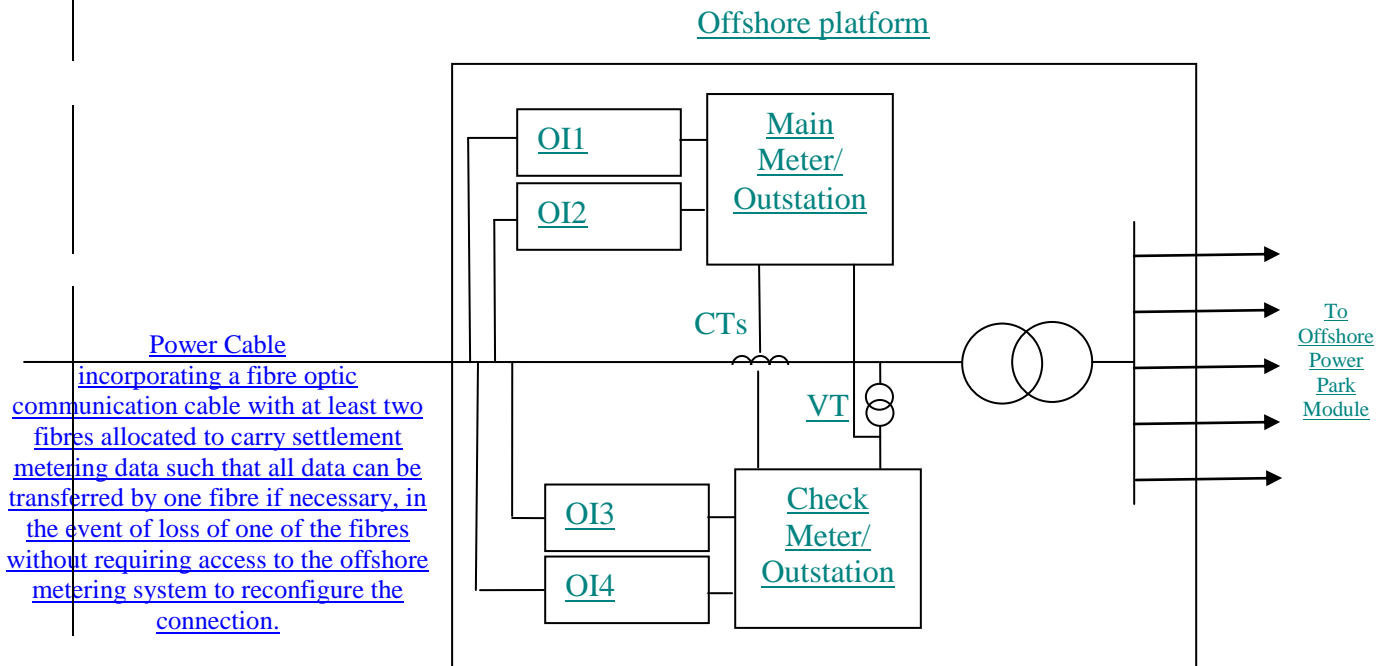 Offshore platform
OI1
OI2
Main
Meter/
Outstation
CTs
VT
Power Cable
incorporating a fibre optic
communication cable with at least two
fibres allocated to carry settlement
metering data such that all data can be
transferred by one fibre if necessary, in
the event of loss of one of the fibres
without requiring access to the offshore
metering system to reconfigure the
connection.
OI3
OI4
Check
Meter/
Outstation
To
Offshore
Power
Park
Module